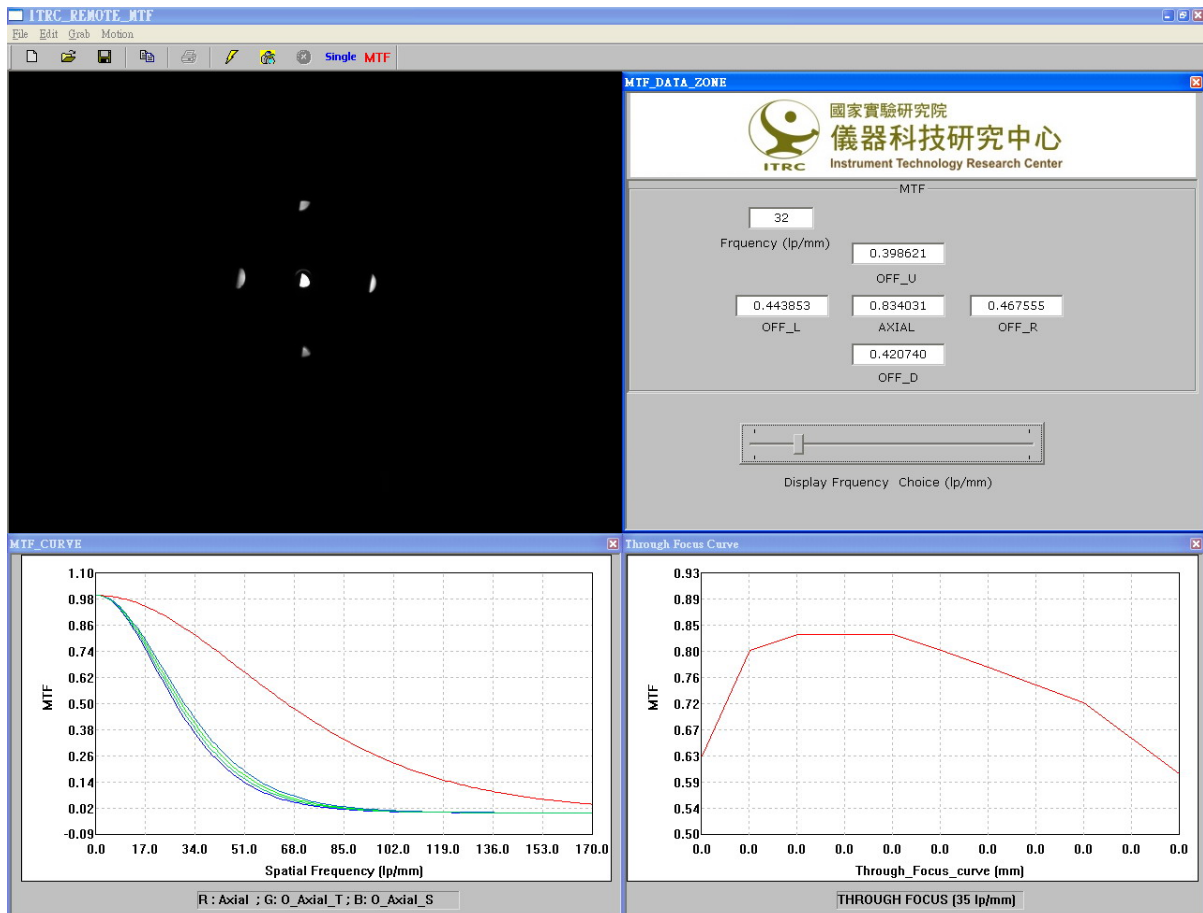 ITRC_REMOTE_MTF
File Edit Grab Motion
Single MTF
MTF_DATA_ZONE
國家實驗研究院
儀器科技研究中心
ITRC
Instrument Technology Research Center
MTF
32
Frquency (lp/mm)
0.398621
OFF_U
0.443853 0.834031 0.467555
OFF_L AXIAL OFF_R
0.420740
OFF_D
Display Frquency Choice (lp/mm)
MTF_CURVE
1.10
0.98
0.86
0.74
0.62
0.50
0.38
0.26
0.14
0.02
-0.09
MTF
0.0 17.0 34.0 51.0 68.0 85.0 102.0 119.0 136.0 153.0 170.0
Spatial Frequency (lp/mm)
R : Axial ; G: O_Axial_T ; B: O_Axial_S
Through Focus Curve
0.93
0.89
0.85
0.80
0.76
0.72
0.67
0.63
0.59
0.54
0.50
MTF
0.0 0.0 0.0 0.0 0.0 0.0 0.0 0.0 0.0 0.0 0.0
Through_Focus_curve (mm)
THROUGH FOCUS (35 lp/mm)